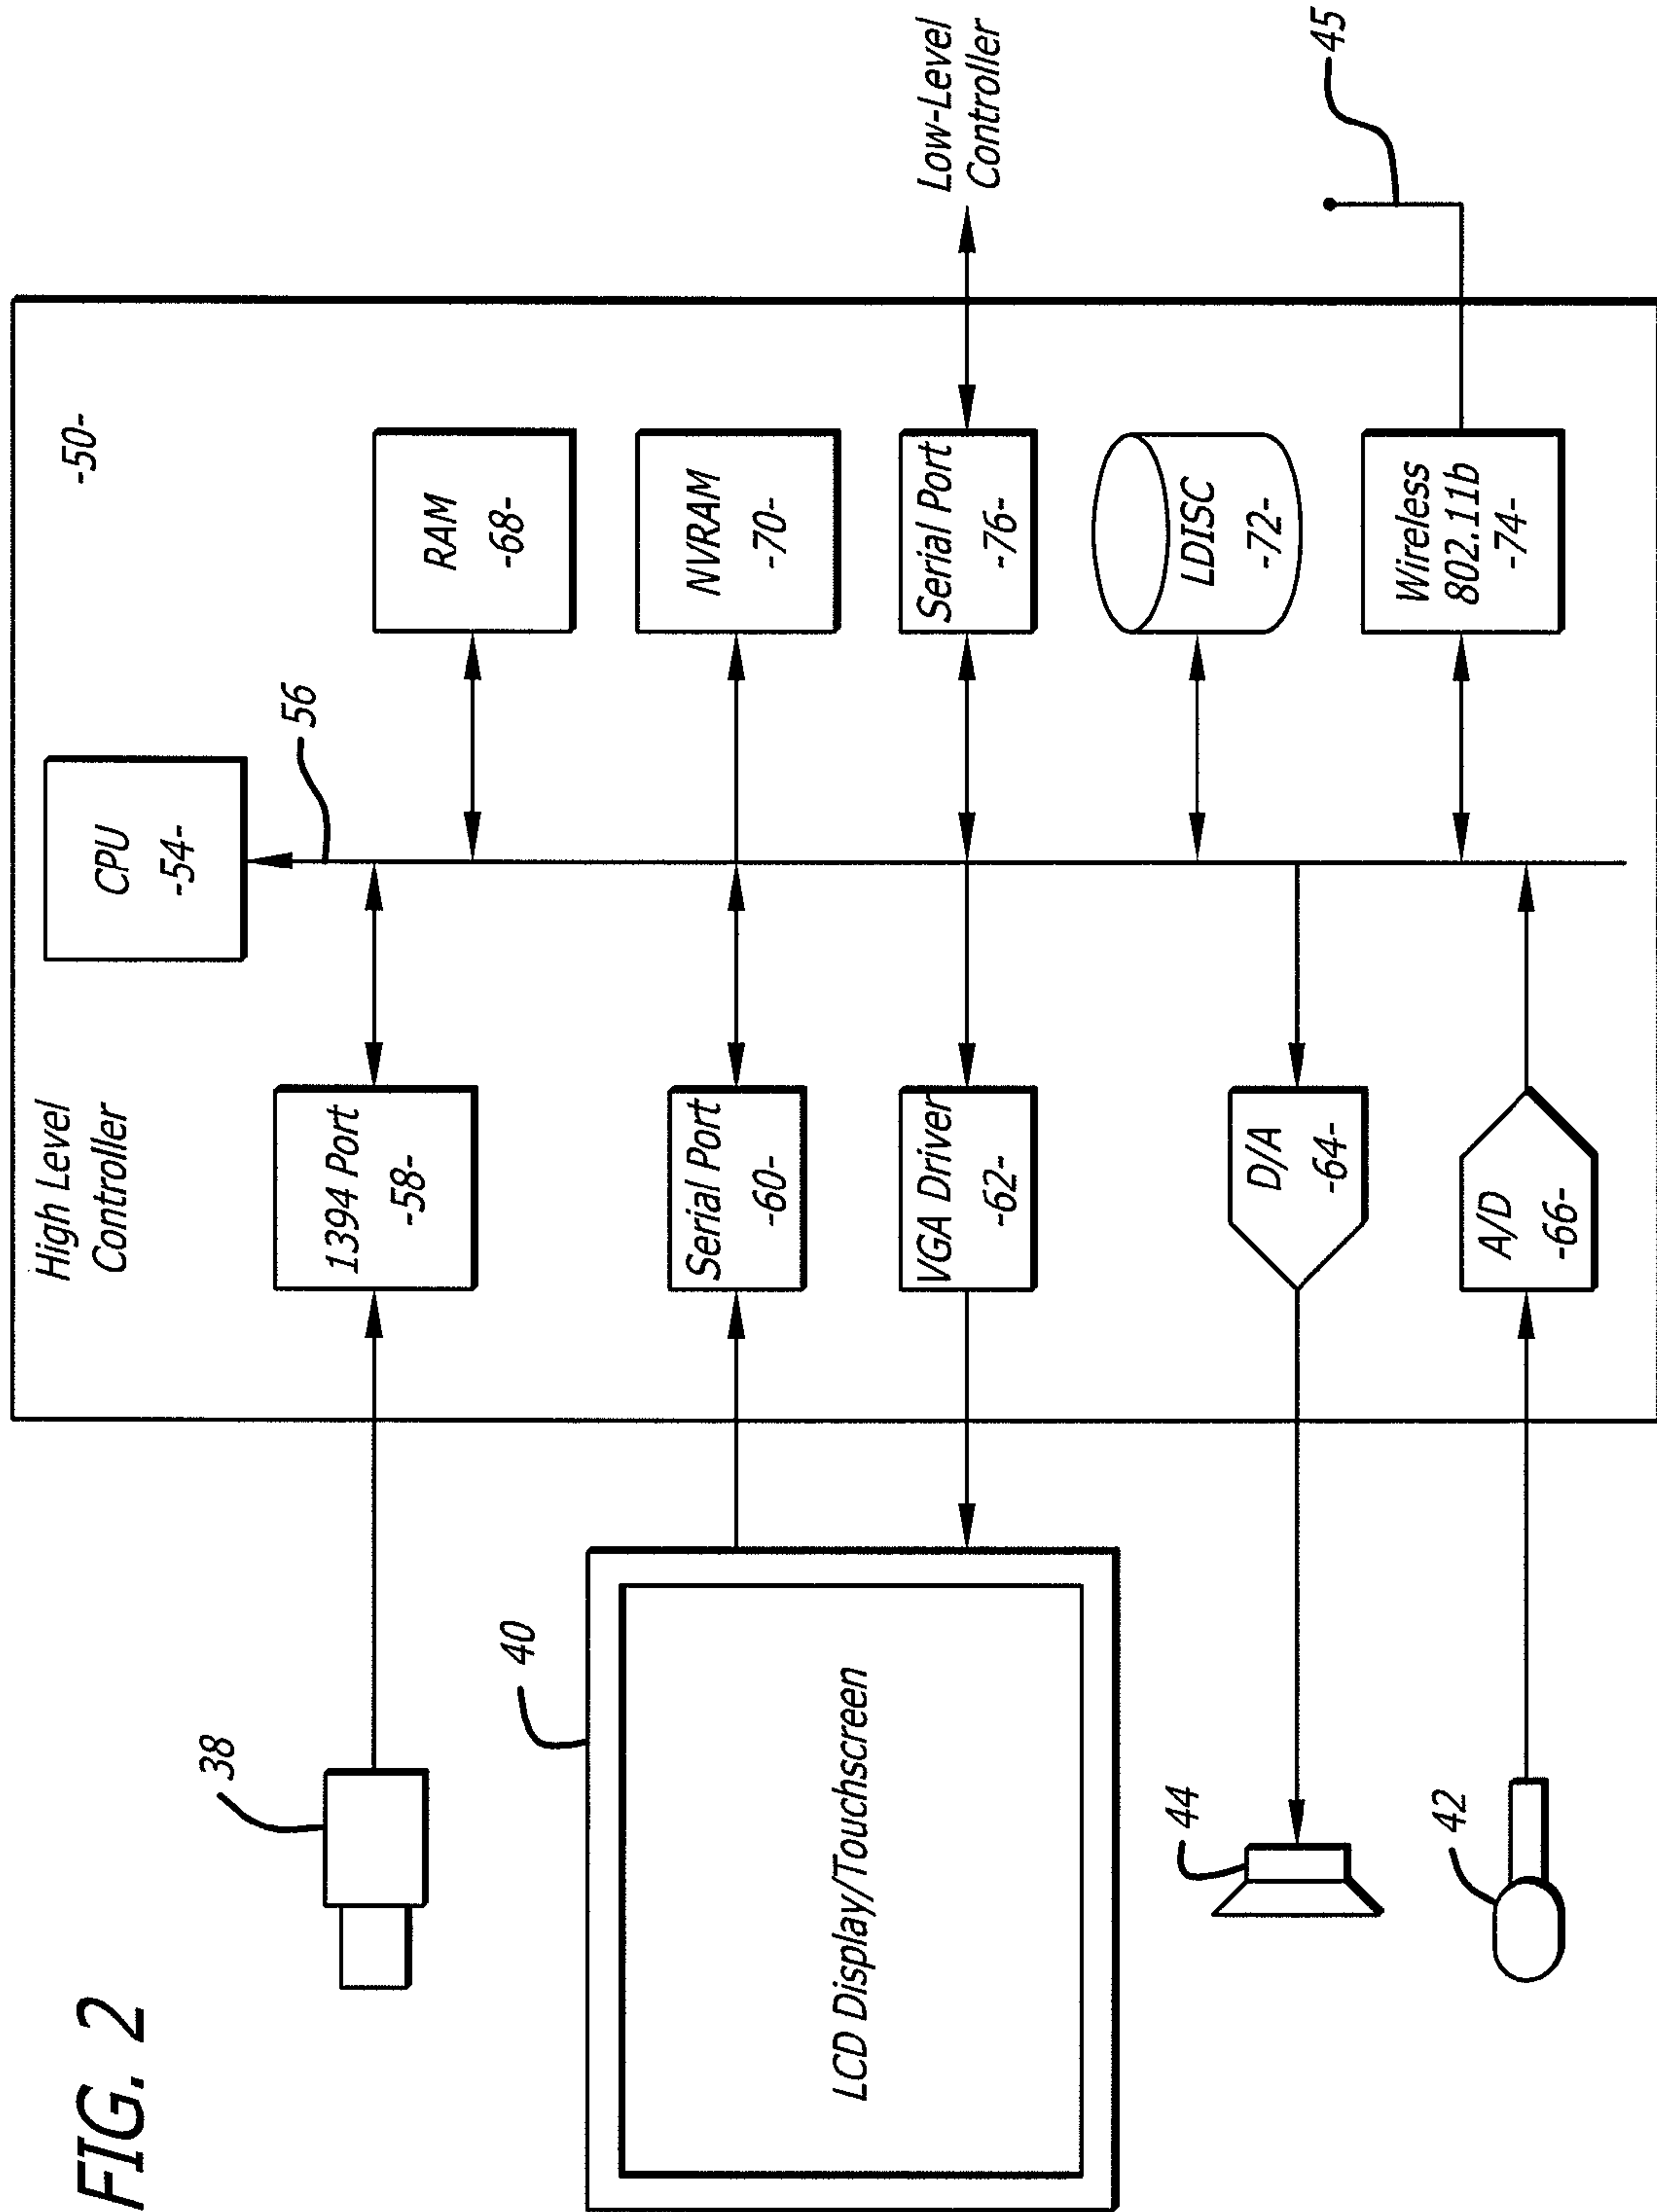 FIG. 2
High Level
Controller
-50-
CPU
-54-
56
38
1394 Port
-58-
RAM
-68-
40
LCD Display/Touchscreen
Serial Port
-60-
NVRAM
-70-
VGA Driver
-62-
Serial Port
-76-
Low-Level
Controller
LDISC
-72-
44
D/A
-64-
42
A/D
-66-
Wireless
802.11b
-74-
45